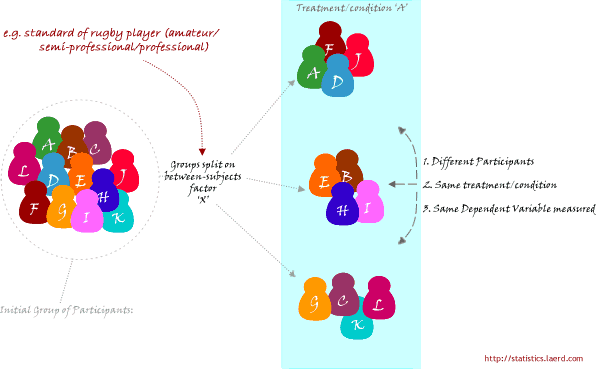 e.g. standard of rugby player (amateur/
semi-professional/professional)
Treatment/condition 'A'
F
J
A
D
A
B
C
L
D
E
J
H
F
G
I
K
Groups split on
between-subjects
factor
'X'
E
B
H
I
1. Different Participants
2. Same treatment/condition
3. Same Dependent Variable measured
G
C
L
K
Initial Group of Participants:
http://statistics.laerd.com